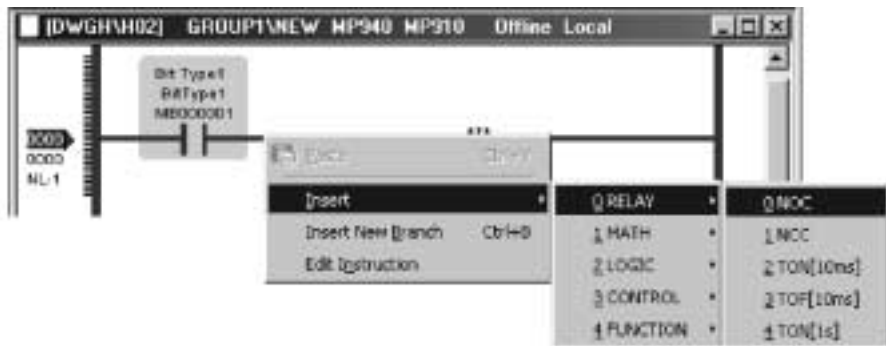 [DWGH\H02] GROUP1\NEW MP940 MP910 Offline Local
Bit Type1
BitType1
MB000001
0000
0000
NL-1
Paste Ctrl+V
Insert
Insert New Branch Ctrl+B
Edit Instruction
0 RELAY
1 MATH
2 LOGIC
3 CONTROL
4 FUNCTION
0 NOC
1 NCC
2 TON[10ms]
3 TOF[10ms]
4 TON[1s]